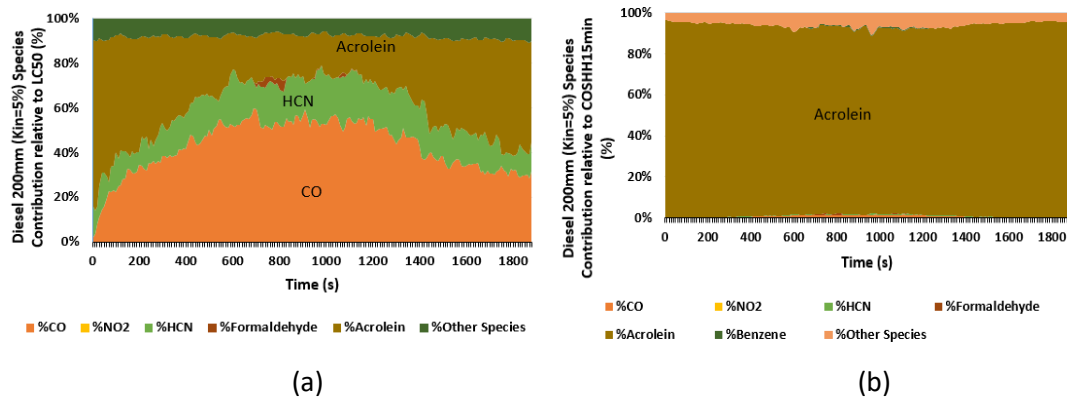 Diesel 200mm (Kin=5%) Species
Contribution relative to LC50 (%)
100%
80%
60%
40%
20%
0%
Acrolein
HCN
CO
0 200 400 600 800 1000 1200 1400 1600 1800
Time (s)
%CO %NO2 %HCN %Formaldehyde %Acrolein %Other Species
(a)
Diesel 200mm (Kin=5%) Species
Contribution relative to COSHH15min
(%)
100%
80%
60%
40%
20%
0%
Acrolein
0 200 400 600 800 1000 1200 1400 1600 1800
Time (s)
%CO %NO2 %HCN %Formaldehyde
%Acrolein %Benzene %Other Species
(b)